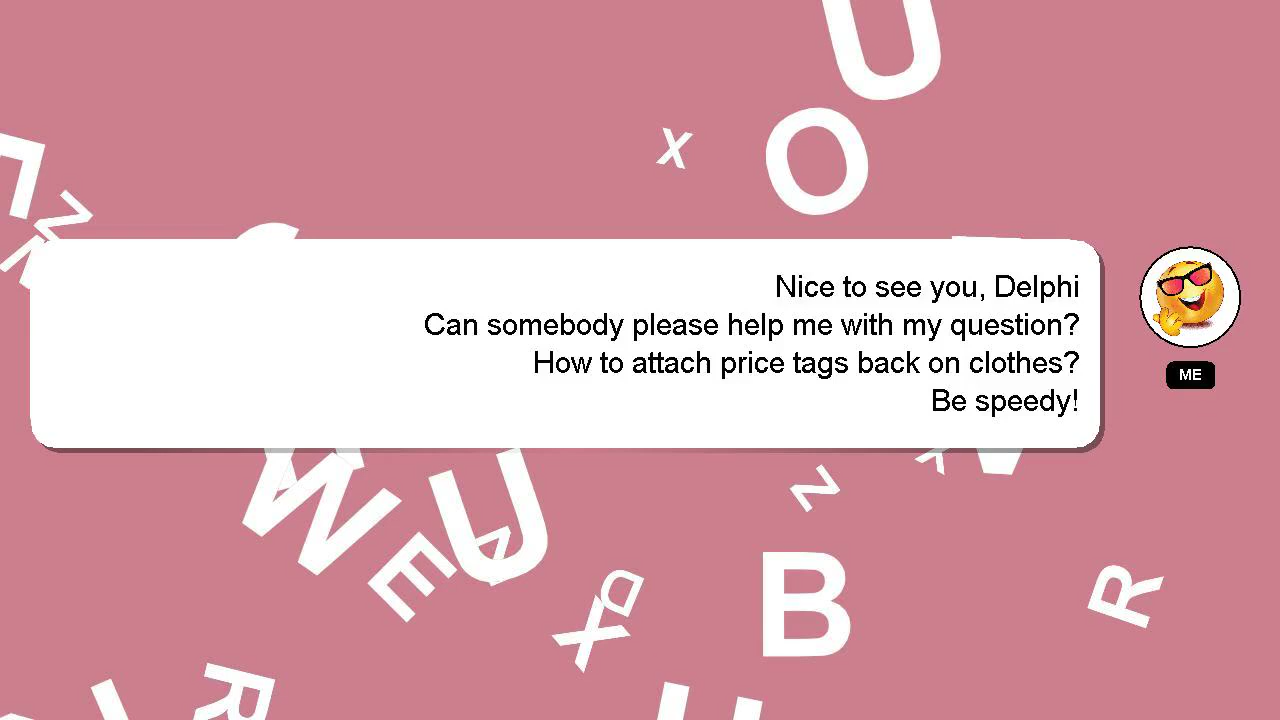 U
O
X
Z
Nice to see you, Delphi
Can somebody please help me with my question?
How to attach price tags back on clothes?
Be speedy!
ME
W
U
E
Z
X
D
B
R
R